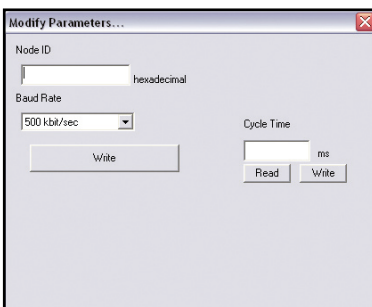 Modify Parameters...
Node ID
hexadecimal
Baud Rate
500 kbit/sec
Write
Cycle Time
ms
Read Write